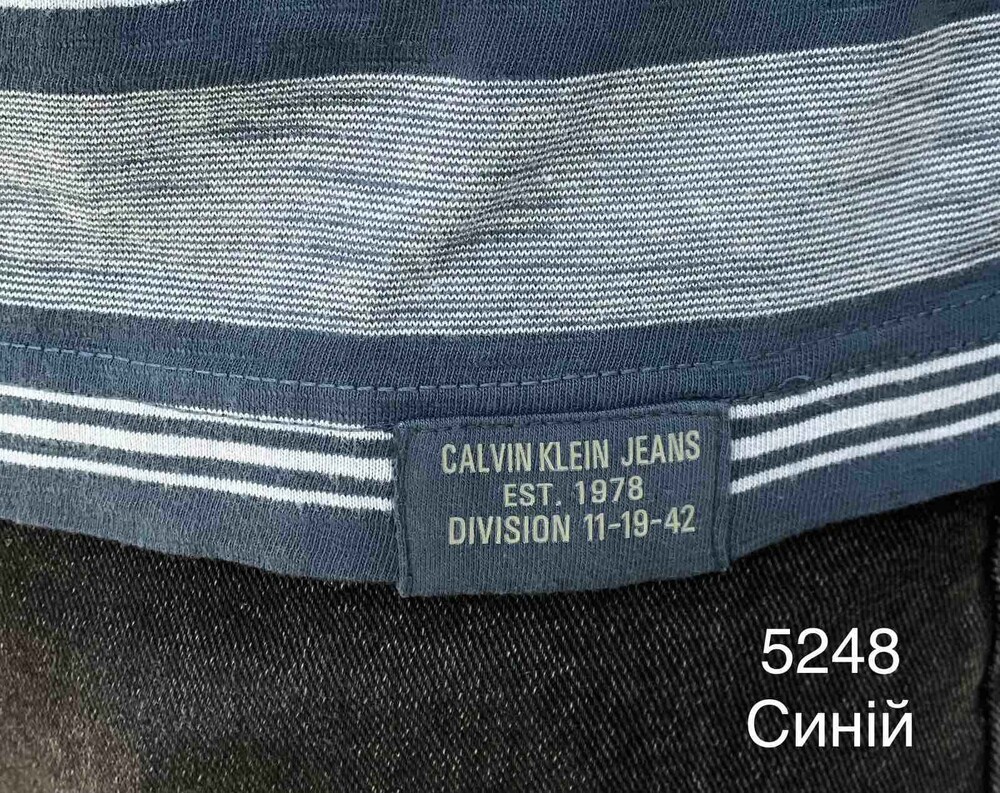 CALVIN KLEIN JEANS
EST. 1978
DIVISION 11-19-42
5248
Синій